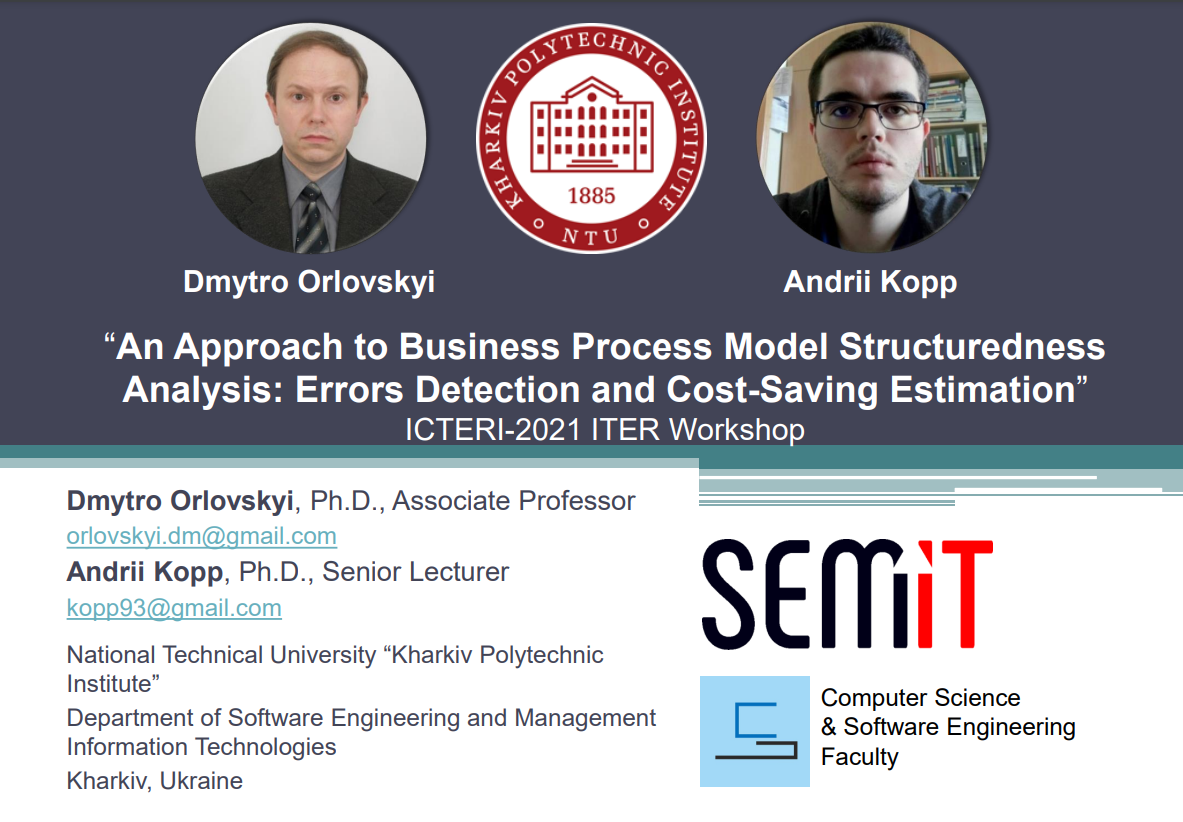 KHARKIV POLYTECHNIC INSTITUTE
1885
NTU
Dmytro Orlovskyi
Andrii Kopp
“An Approach to Business Process Model Structuredness
Analysis: Errors Detection and Cost-Saving Estimation”
ICTERI-2021 ITER Workshop
Dmytro Orlovskyi, Ph.D., Associate Professor
orlovskyi.dm@gmail.com
Andrii Kopp, Ph.D., Senior Lecturer
kopp93@gmail.com
National Technical University “Kharkiv Polytechnic
Institute”
Department of Software Engineering and Management
Information Technologies
Kharkiv, Ukraine
SEMiiT
Computer Science
& Software Engineering
Faculty